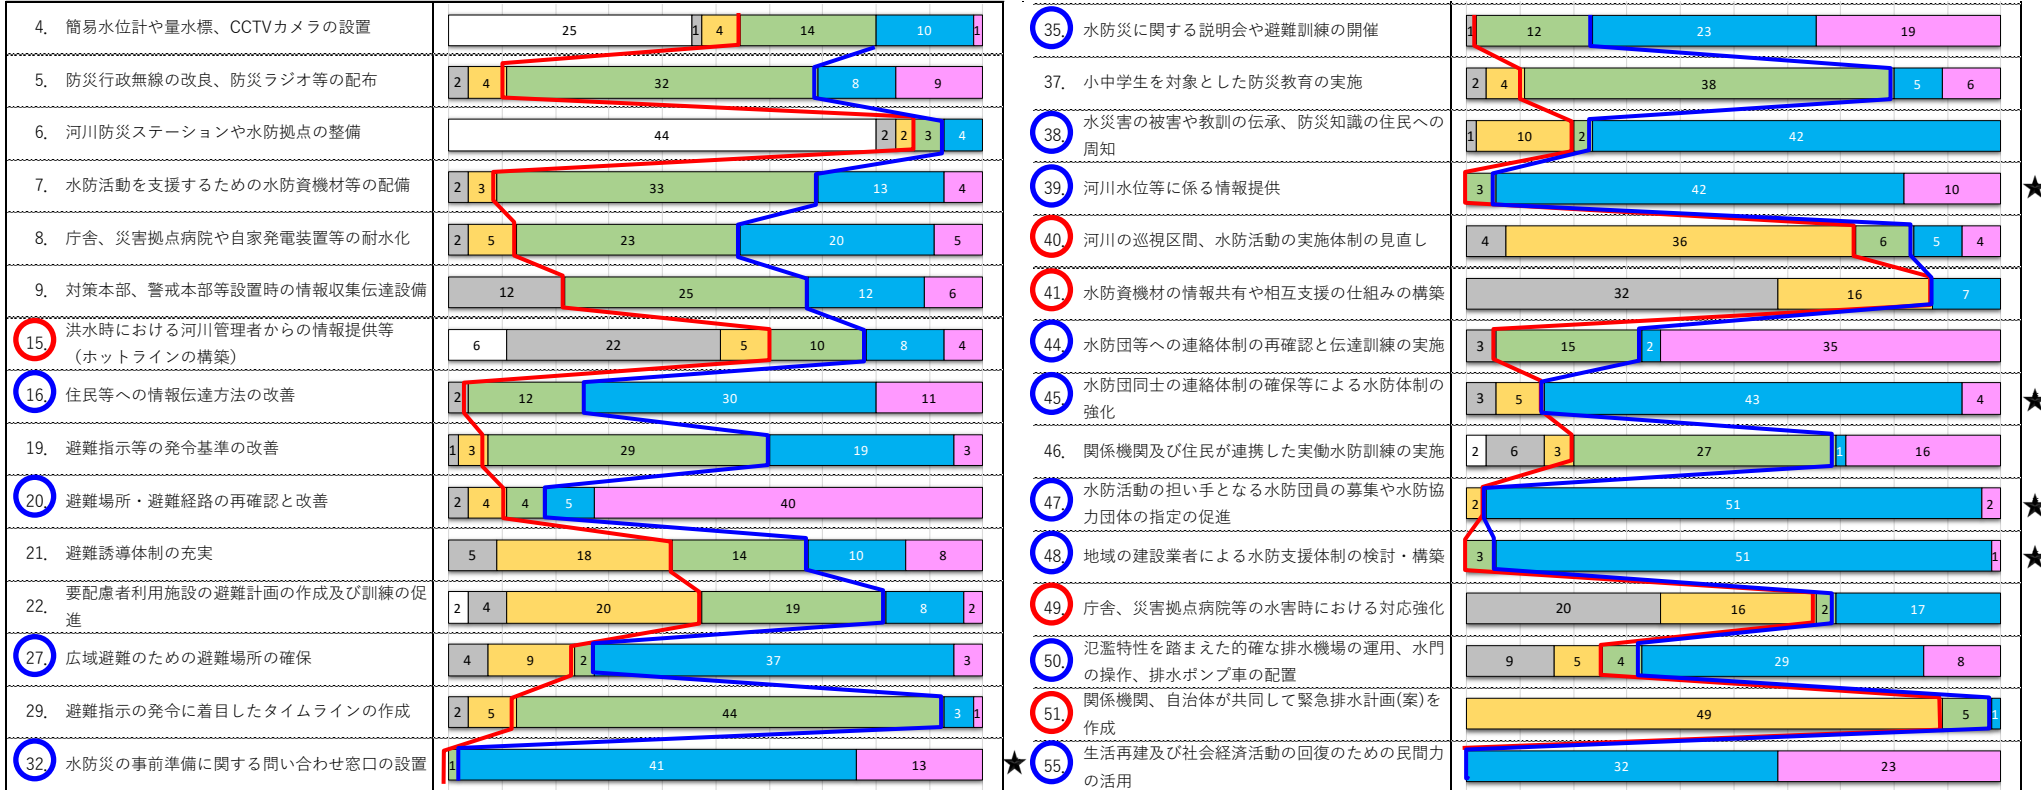 4. 簡易水位計や量水標、CCTVカメラの設置
25 1 4 14 10 1
5. 防災行政無線の改良、防災ラジオ等の配布
2 4 32 8 9
6. 河川防災ステーションや水防拠点の整備
44 2 2 3 4
7. 水防活動を支援するための水防資機材等の配備
2 3 33 13 4
8. 庁舎、災害拠点病院や自家発電装置等の耐水化
2 5 23 20 5
9. 対策本部、警戒本部等設置時の情報収集伝達設備
12 25 12 6
15. 洪水時における河川管理者からの情報提供等
（ホットラインの構築）
6 22 5 10 8 4
16. 住民等への情報伝達方法の改善
2 12 30 11
19. 避難指示等の発令基準の改善
1 3 29 19 3
20. 避難場所・避難経路の再確認と改善
2 4 4 5 40
21. 避難誘導体制の充実
5 18 14 10 8
22. 要配慮者利用施設の避難計画の作成及び訓練の促
進
2 4 20 19 8 2
27. 広域避難のための避難場所の確保
4 9 2 37 3
29. 避難指示の発令に着目したタイムラインの作成
2 5 44 3 1
32. 水防災の事前準備に関する問い合わせ窓口の設置
1 41 13 ★
35. 水防災に関する説明会や避難訓練の開催
1 12 23 19
37. 小中学生を対象とした防災教育の実施
2 4 38 5 6
38. 水災害の被害や教訓の伝承、防災知識の住民への
周知
1 10 2 42
39. 河川水位等に係る情報提供
3 42 10 ★
40. 河川の巡視区間、水防活動の実施体制の見直し
4 36 6 5 4
41. 水防資機材の情報共有や相互支援の仕組みの構築
32 16 7
44. 水防団等への連絡体制の再確認と伝達訓練の実施
3 15 2 35
45. 水防団同士の連絡体制の確保等による水防体制の
強化
3 5 43 4 ★
46. 関係機関及び住民が連携した実働水防訓練の実施
2 6 3 27 1 16
47. 水防活動の担い手となる水防団員の募集や水防協
力団体の指定の促進
2 51 2 ★
48. 地域の建設業者による水防支援体制の検討・構築
3 51 1 ★
49. 庁舎、災害拠点病院等の水害時における対応強化
20 16 2 17
50. 氾濫特性を踏まえた的確な排水機場の運用、水門
の操作、排水ポンプ車の配置
9 5 4 29 8
51. 関係機関、自治体が共同して緊急排水計画(案)を
作成
49 5 1
55. 生活再建及び社会経済活動の回復のための民間力
の活用
32 23